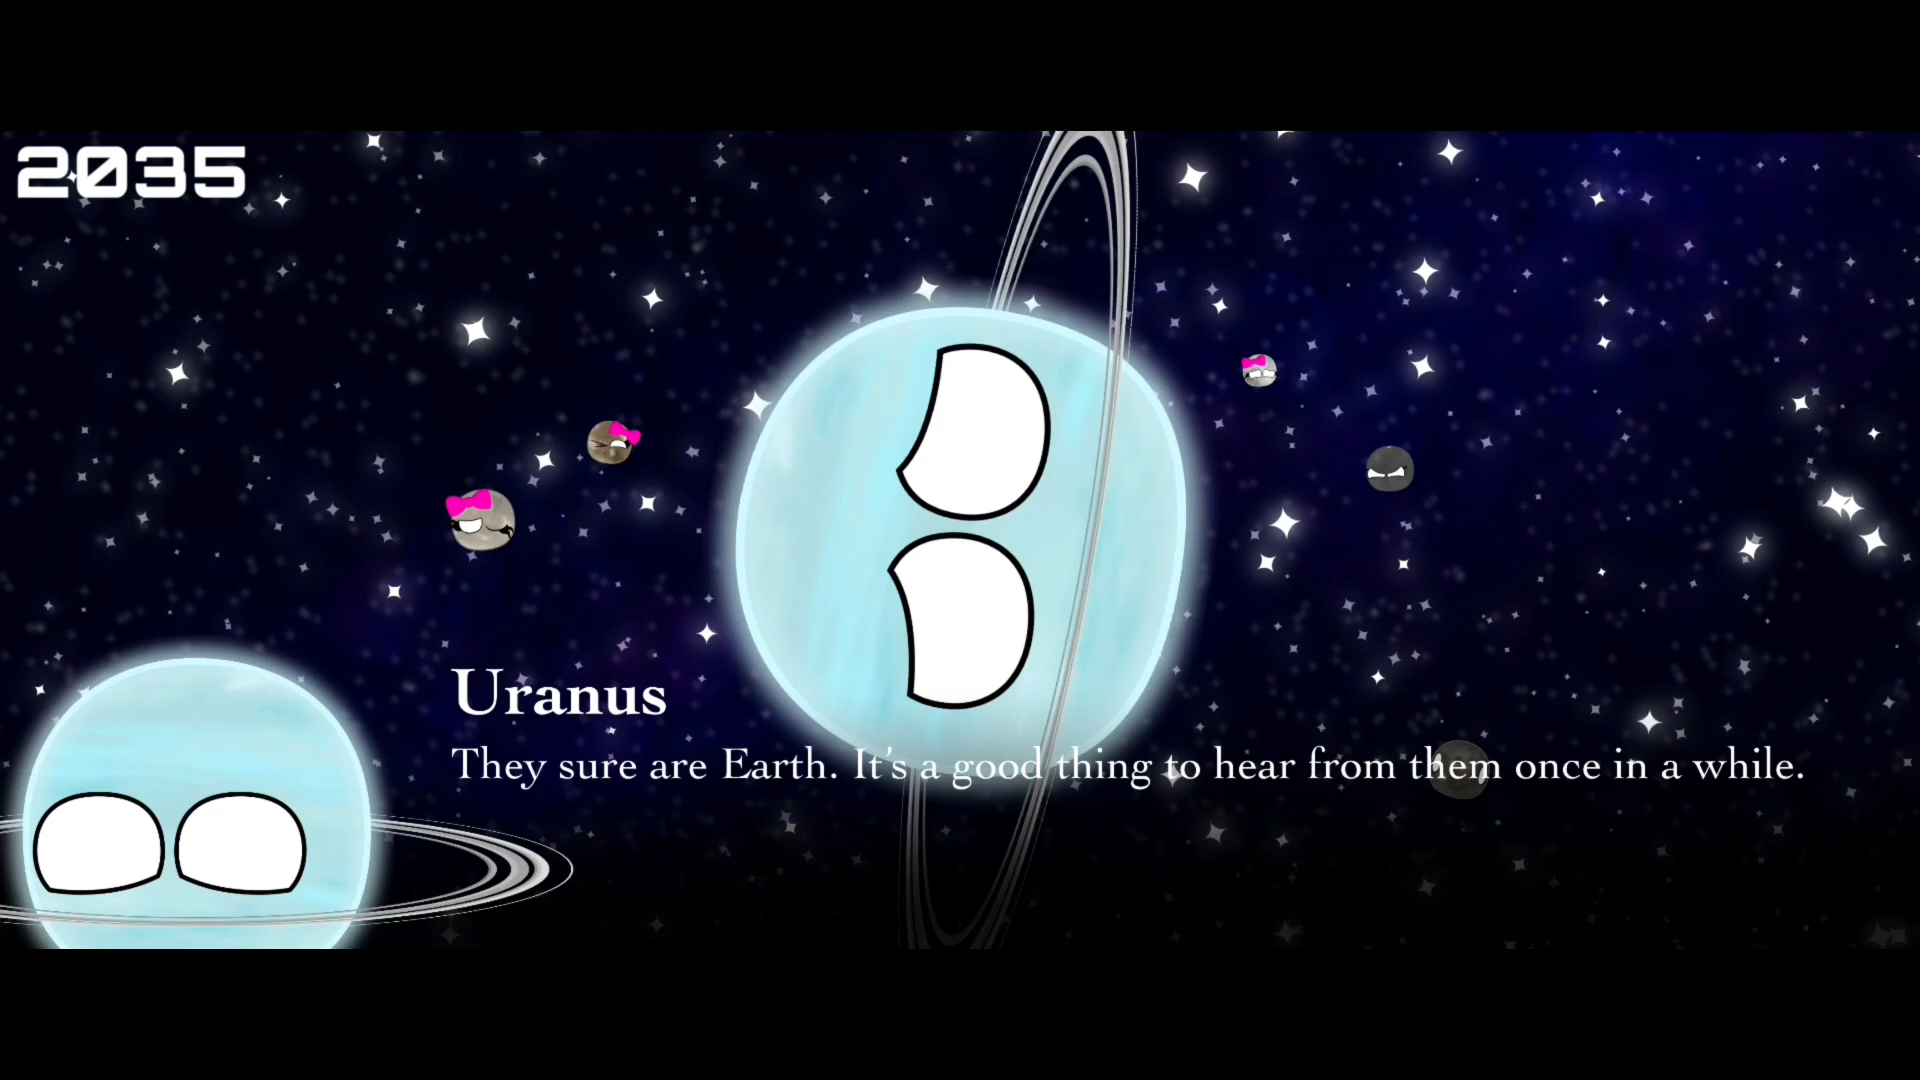 2035
Uranus
They sure are Earth. It's a good thing to hear from them once in a while.